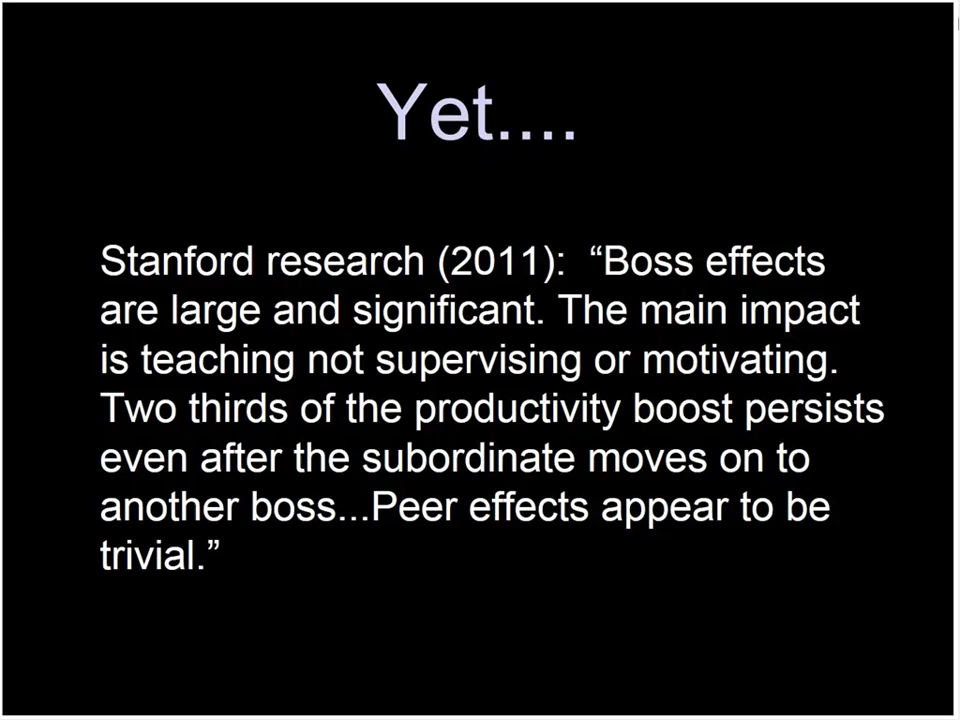 Yet....
Stanford research (2011):  “Boss effects
are large and significant. The main impact
is teaching not supervising or motivating.
Two thirds of the productivity boost persists
even after the subordinate moves on to
another boss...Peer effects appear to be
trivial.”